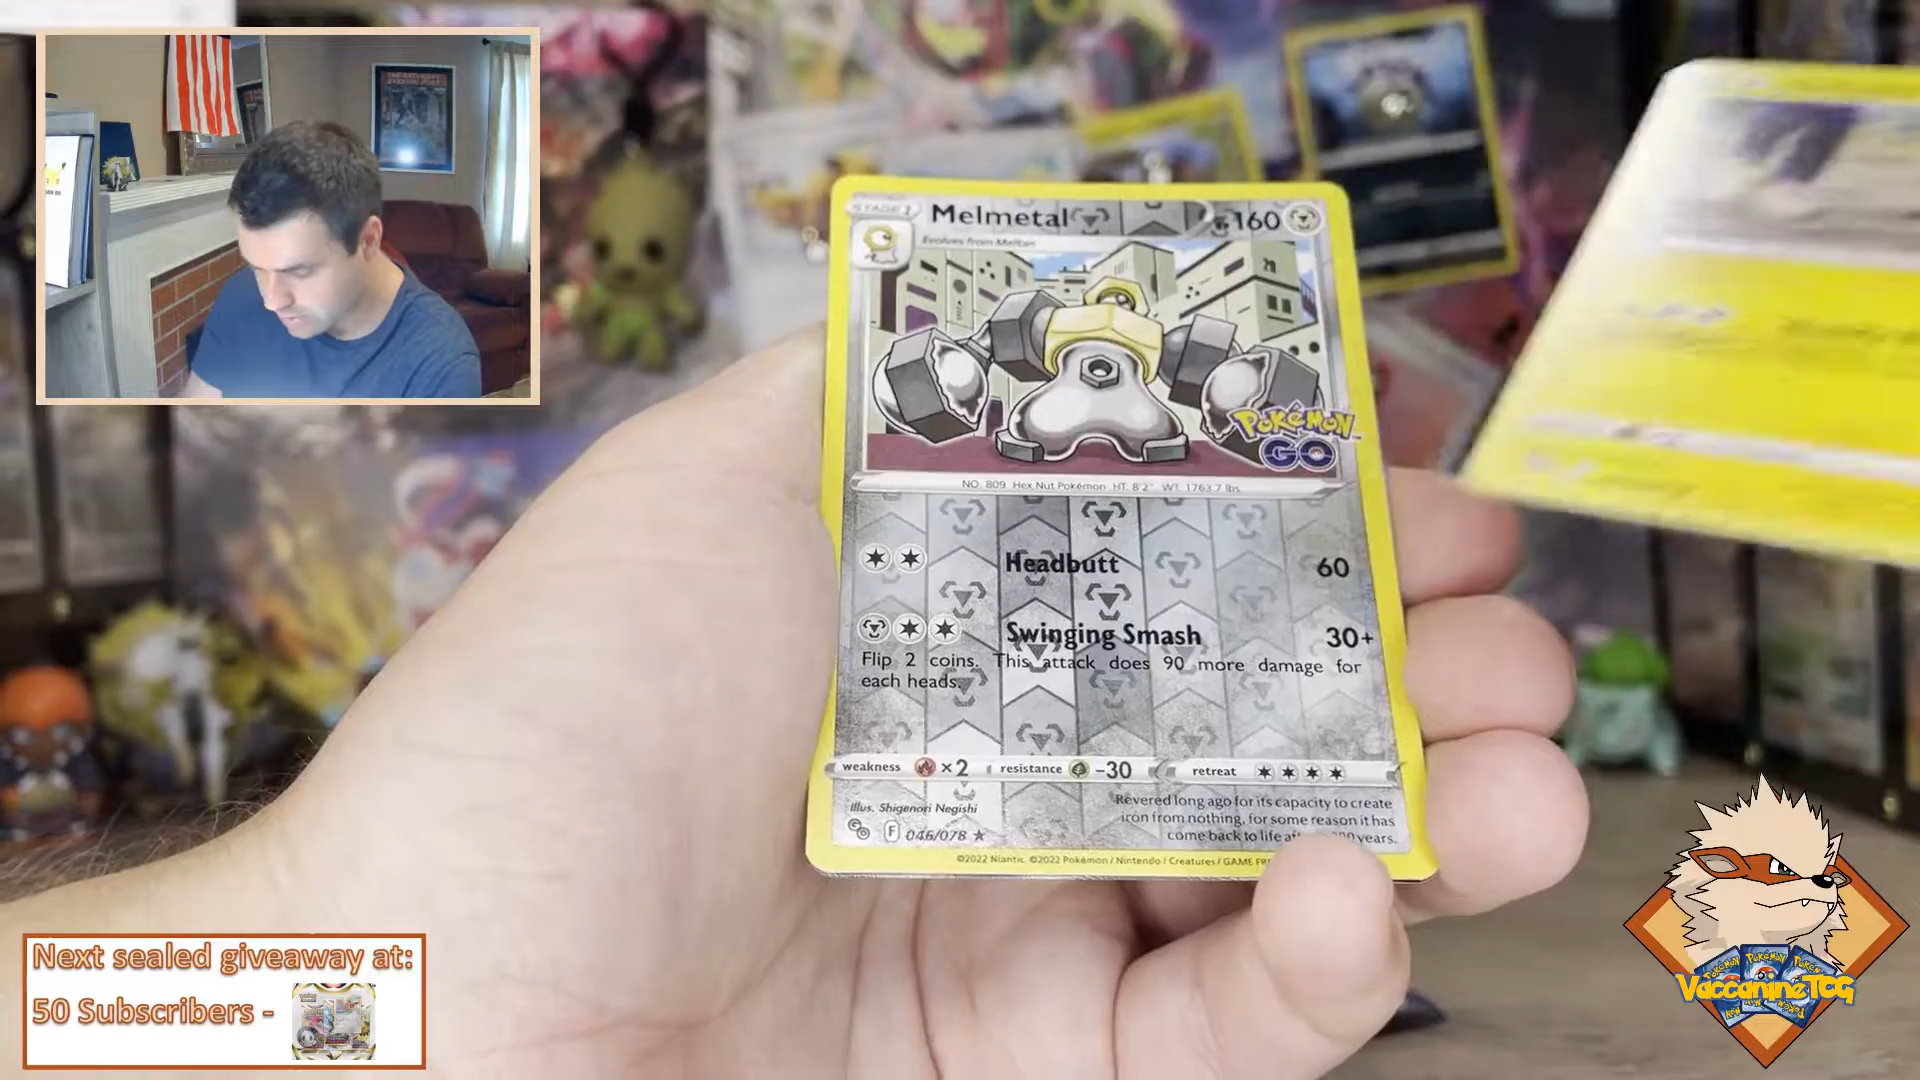 STAGE 1
Melmetal
160
Evolves from Meltan
POKÉMON
GO
NO. 809 Hex Nut Pokémon HT. 8'2" WT. 1763.7 lbs.
Headbutt 60
Swinging Smash 30+
Flip 2 coins. This attack does 90 more damage for
each heads.
weakness ×2 resistance -30 retreat
Illus. Shigenori Negishi
F 046/078
Revered long ago for its capacity to create
iron from nothing, for some reason it has
come back to life years.
©2022 Niantic. ©2022 Pokémon / Nintendo / Creatures / GAME
Next sealed giveaway at:
50 Subscribers -
POKÉMON POKÉMON POKÉMON
VaccanineTCG